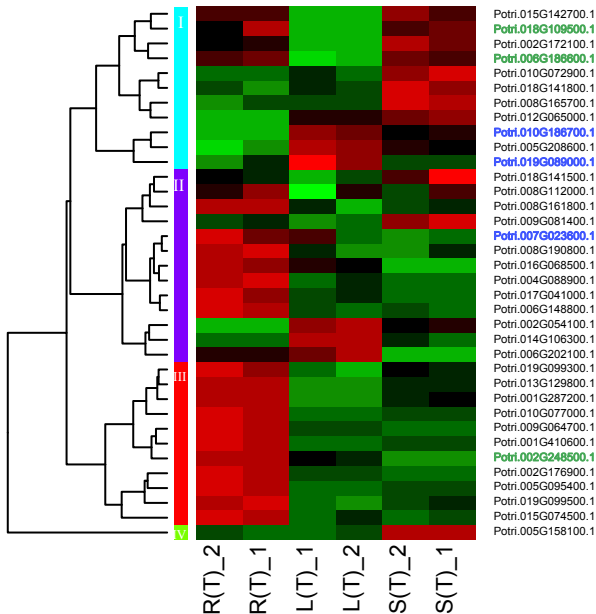 I
II
III
IV
Potri.015G142700.1
Potri.018G109500.1
Potri.002G172100.1
Potri.006G186600.1
Potri.010G072900.1
Potri.018G141800.1
Potri.008G165700.1
Potri.012G065000.1
Potri.010G186700.1
Potri.005G208600.1
Potri.019G089000.1
Potri.018G141500.1
Potri.008G112000.1
Potri.008G161800.1
Potri.009G081400.1
Potri.007G023600.1
Potri.008G190800.1
Potri.016G068500.1
Potri.004G088900.1
Potri.017G041000.1
Potri.006G148800.1
Potri.002G054100.1
Potri.014G106300.1
Potri.006G202100.1
Potri.019G099300.1
Potri.013G129800.1
Potri.001G287200.1
Potri.010G077000.1
Potri.009G064700.1
Potri.001G410600.1
Potri.002G248500.1
Potri.002G176900.1
Potri.005G095400.1
Potri.019G099500.1
Potri.015G074500.1
Potri.005G158100.1
R(T)_2
R(T)_1
L(T)_1
L(T)_2
S(T)_2
S(T)_1